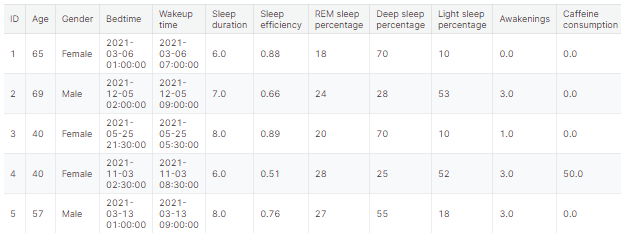 ID Age Gender Bedtime Wakeup time Sleep duration Sleep efficiency REM sleep percentage Deep sleep percentage Light sleep percentage Awakenings Caffeine consumption
1 65 Female 2021-03-06 01:00:00 2021-03-06 07:00:00 6.0 0.88 18 70 10 0.0 0.0
2 69 Male 2021-12-05 02:00:00 2021-12-05 09:00:00 7.0 0.66 24 28 53 3.0 0.0
3 40 Female 2021-05-25 21:30:00 2021-05-25 05:30:00 8.0 0.89 20 70 10 1.0 0.0
4 40 Female 2021-11-03 02:30:00 2021-11-03 08:30:00 6.0 0.51 28 25 52 3.0 50.0
5 57 Male 2021-03-13 01:00:00 2021-03-13 09:00:00 8.0 0.76 27 55 18 3.0 0.0